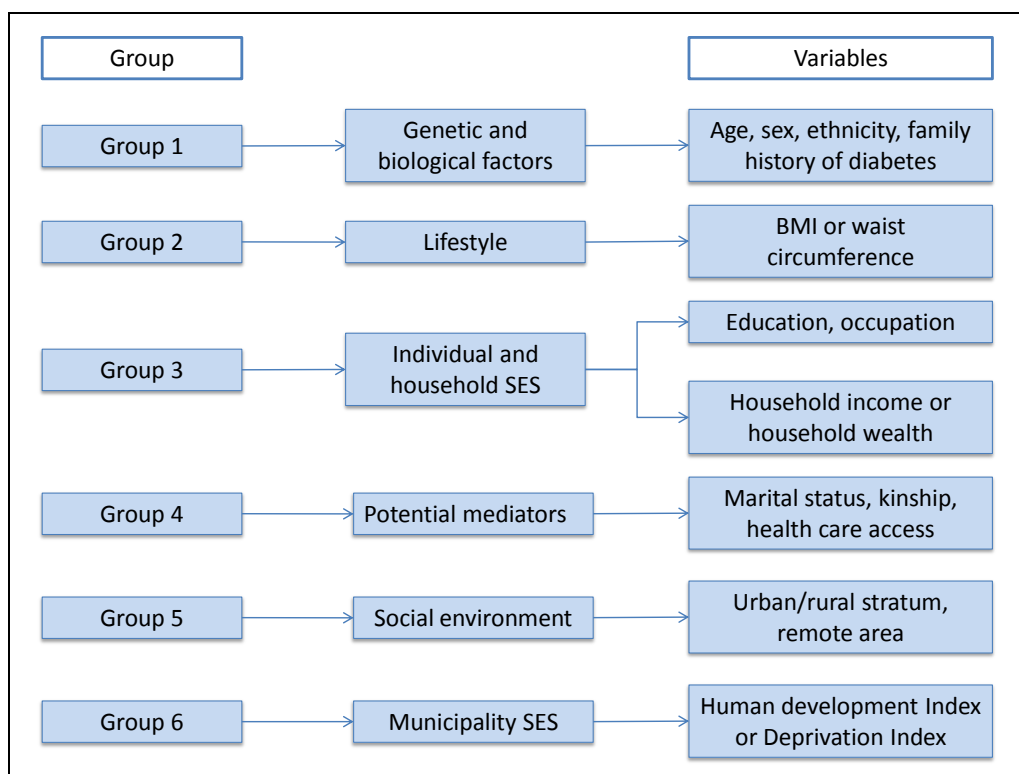 Group
Variables
Group 1
Genetic and
biological factors
Age, sex, ethnicity, family
history of diabetes
Group 2
Lifestyle
BMI or waist
circumference
Group 3
Individual and
household SES
Education, occupation
Household income or
household wealth
Group 4
Potential mediators
Marital status, kinship,
health care access
Group 5
Social environment
Urban/rural stratum,
remote area
Group 6
Municipality SES
Human development Index
or Deprivation Index